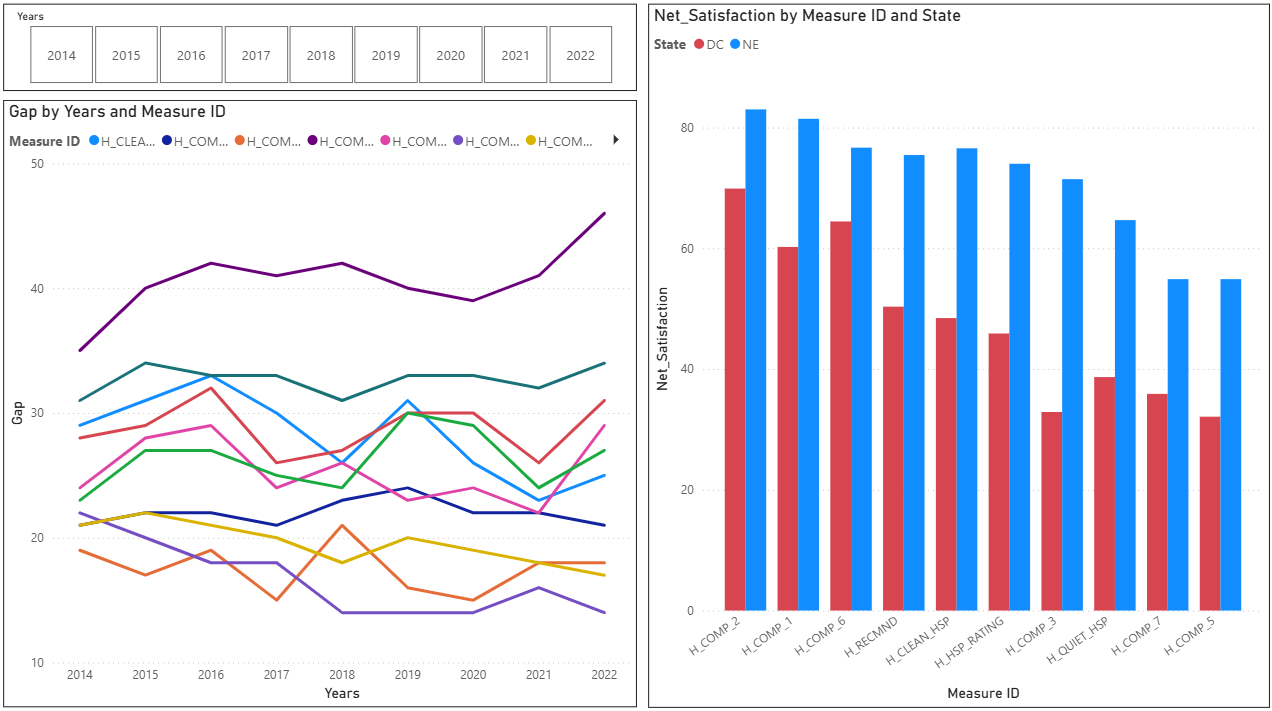 Years
2014 2015 2016 2017 2018 2019 2020 2021 2022
Gap by Years and Measure ID
Measure ID H_CLEA... H_COM... H_COM... H_COM... H_COM... H_COM... H_COM...
50
40
30
20
10
Gap
2014 2015 2016 2017 2018 2019 2020 2021 2022
Years
Net_Satisfaction by Measure ID and State
State DC NE
80
60
40
20
0
Net_Satisfaction
H_COMP_2 H_COMP_1 H_COMP_6 H_RECMND H_CLEAN_HSP H_HSP_RATING H_COMP_3 H_QUIET_HSP H_COMP_7 H_COMP_5
Measure ID